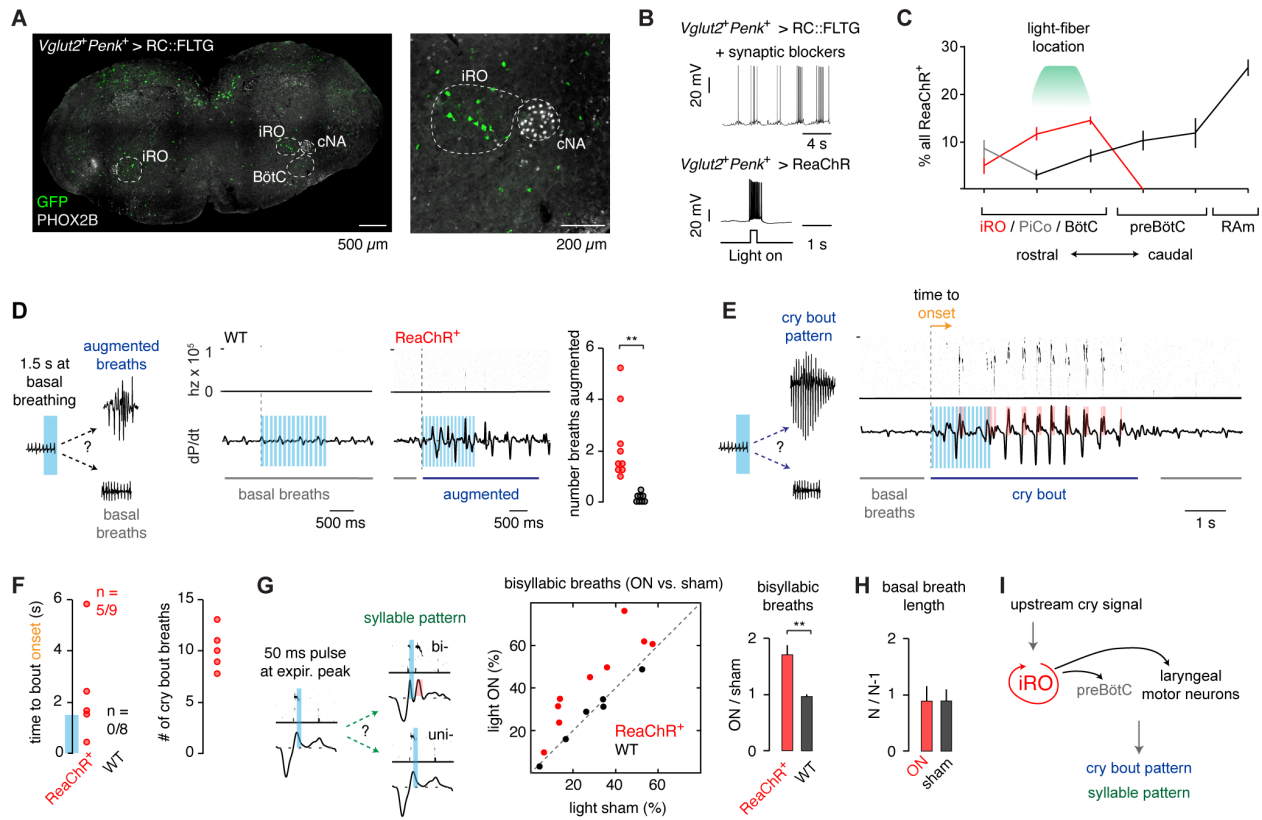 A
Vglut2+Penk+ > RC::FLTG
iRO
iRO
cNA
BötC
GFP
PHOX2B
500 µm
iRO
cNA
200 µm
B
Vglut2+Penk+ > RC::FLTG
+ synaptic blockers
20 mV
4 s
Vglut2+Penk+ > ReaChR
20 mV
Light on
1 s
C
light-fiber
location
% all ReaChR+
30
20
10
iRO / PiCo / BötC
preBötC
RAm
rostral
caudal
D
1.5 s at
basal
breathing
augmented
breaths
?
basal
breaths
WT
ReaChR+
hz x 10⁵
1
0
dP/dt
basal breaths
augmented
500 ms
500 ms
number breaths augmented
6
4
2
0
**
E
cry bout
pattern
?
time to
onset
basal
breaths
cry bout
1 s
F
time to bout onset (s)
6
4
2
0
n =
5/9
n =
0/8
ReaChR+
WT
# of cry bout breaths
15
10
5
0
G
50 ms pulse
at expir. peak
syllable pattern
bi-
?
uni-
bisyllabic breaths (ON vs. sham)
light ON (%)
60
40
20
ReaChR+
WT
20
40
60
light sham (%)
bisyllabic
breaths
**
ON / sham
2
1
0
ReaChR+
WT
H
basal breath
length
N / N-1
2
1
0
ON
sham
I
upstream cry signal
iRO
preBötC
laryngeal
motor neurons
cry bout pattern
syllable pattern